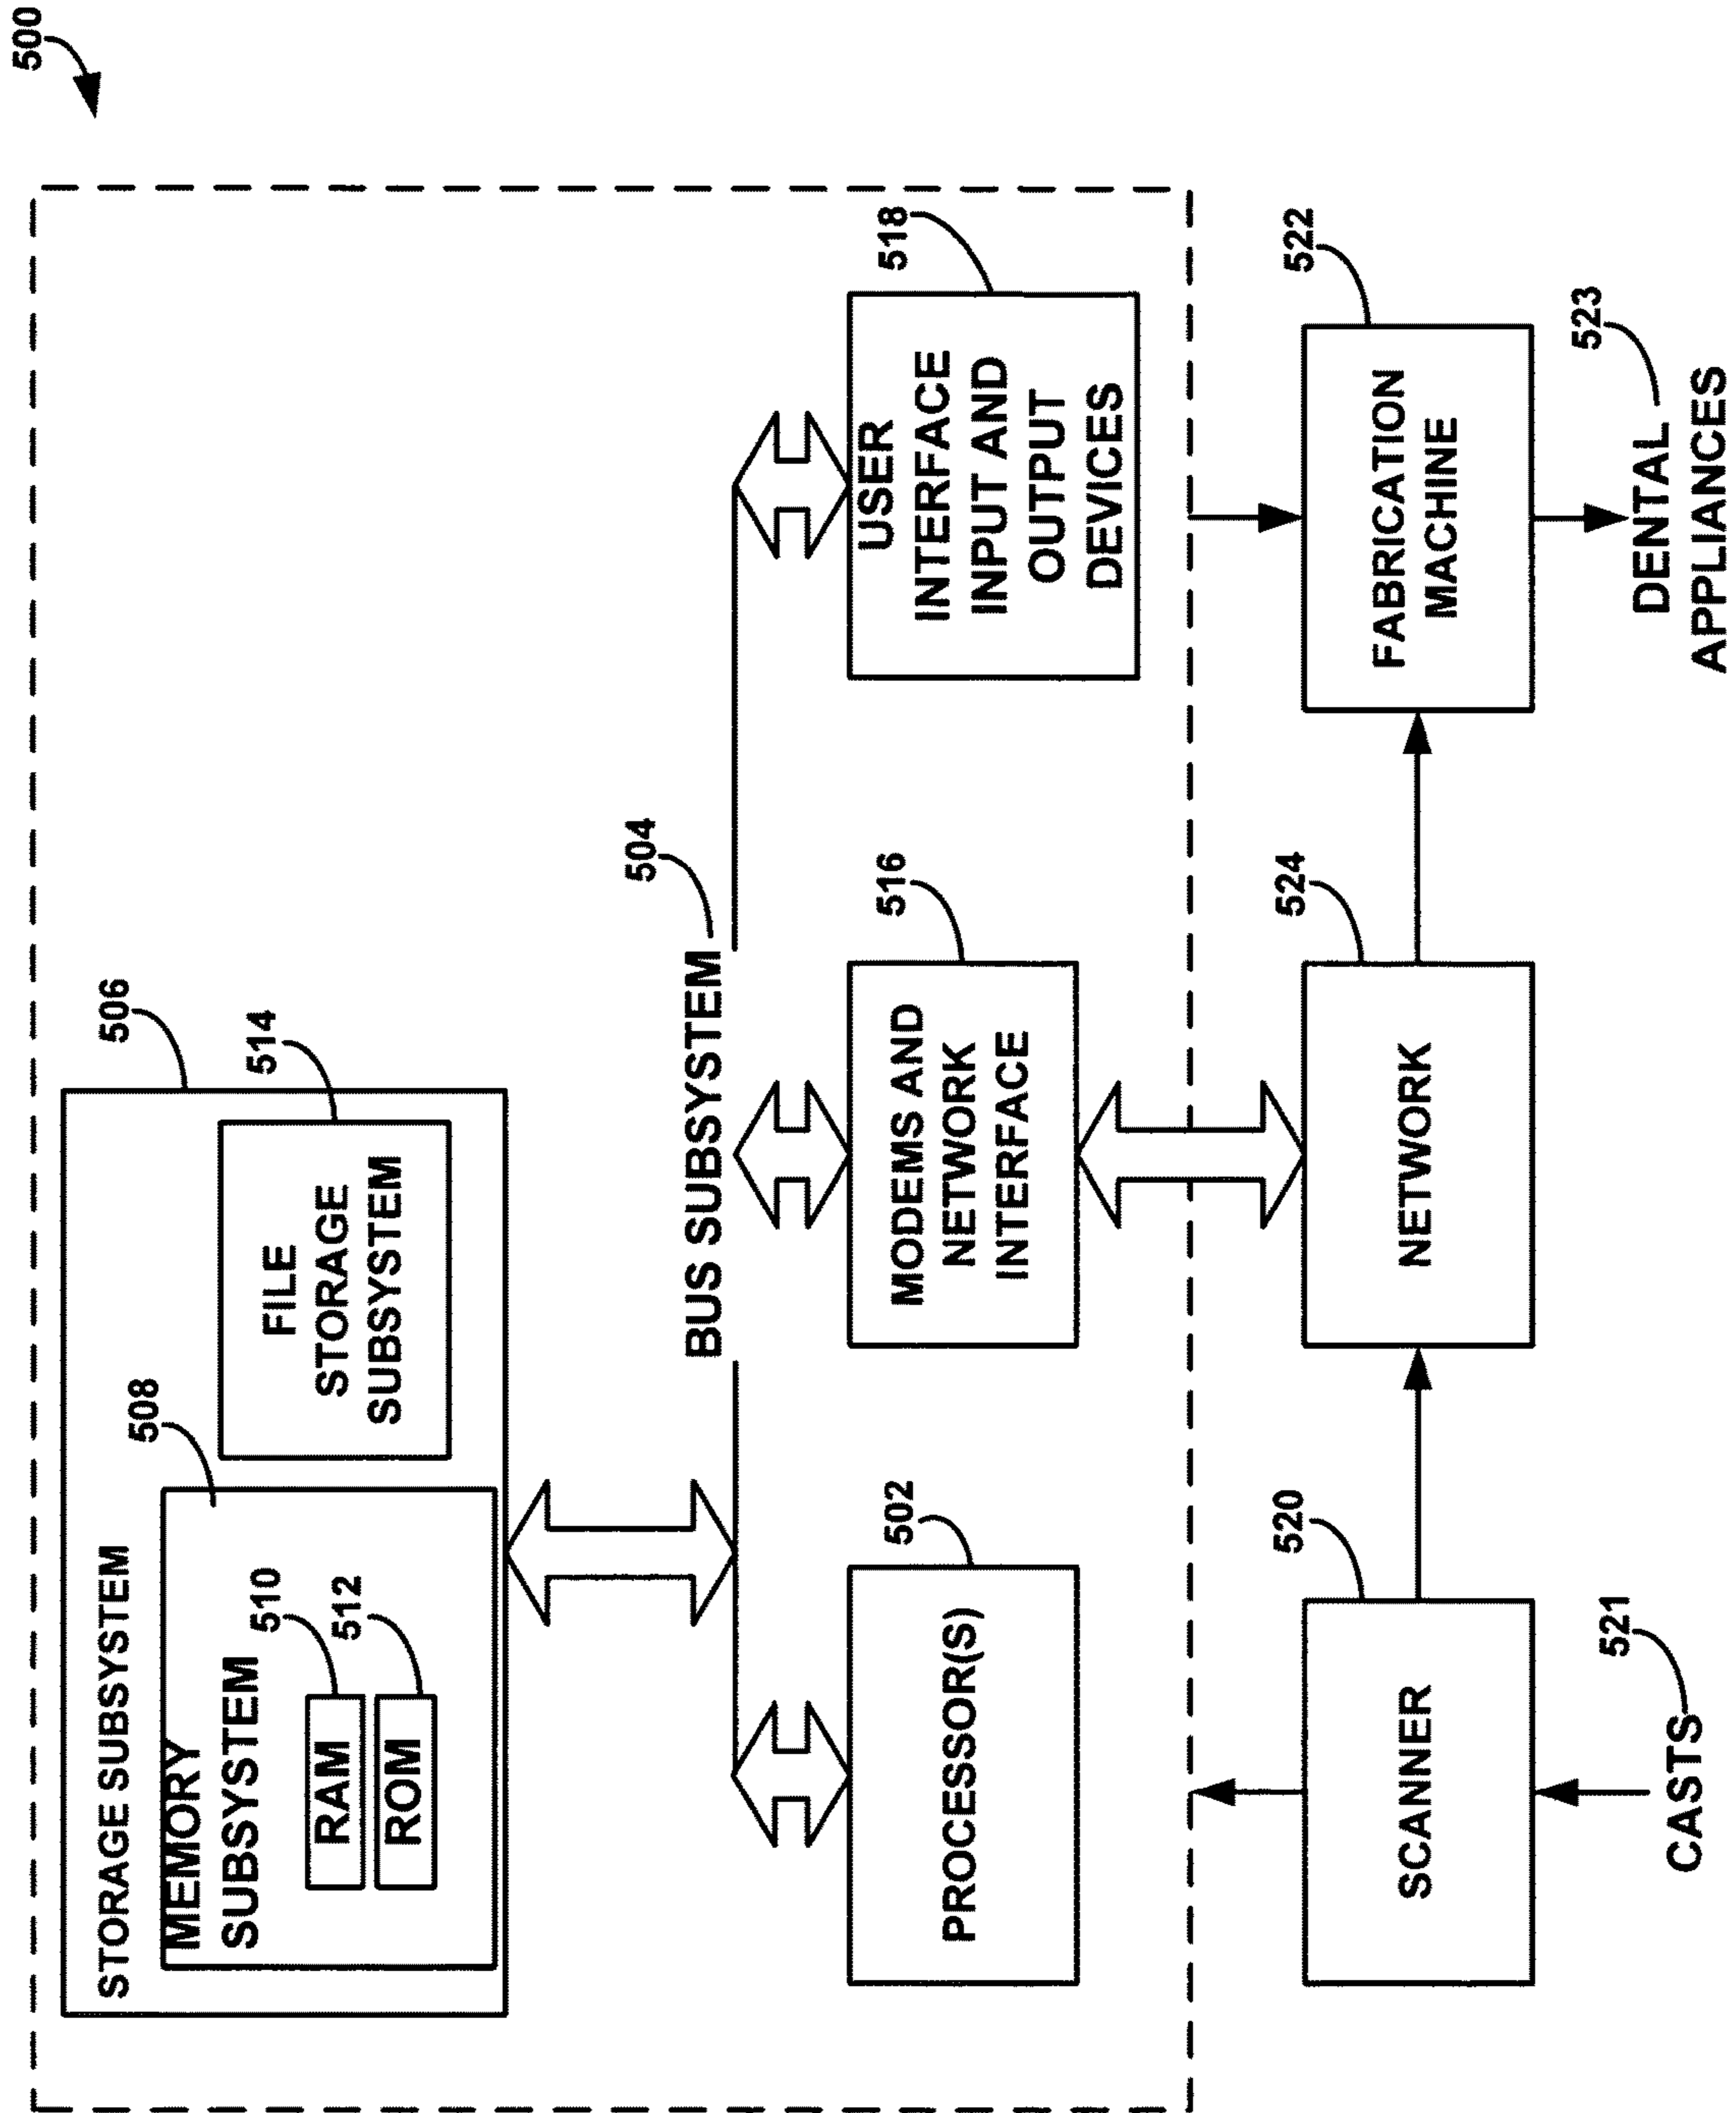 500
506
STORAGE SUBSYSTEM
508
514
MEMORY
SUBSYSTEM
510
RAM
512
ROM
FILE
STORAGE
SUBSYSTEM
BUS SUBSYSTEM
504
502
PROCESSOR(S)
516
MODEMS AND
NETWORK
INTERFACE
518
USER
INTERFACE
INPUT AND
OUTPUT
DEVICES
520
SCANNER
524
NETWORK
522
FABRICATION
MACHINE
521
CASTS
523
DENTAL
APPLIANCES